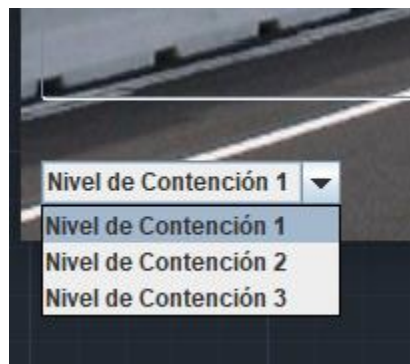 Nivel de Contención 1
Nivel de Contención 1
Nivel de Contención 2
Nivel de Contención 3